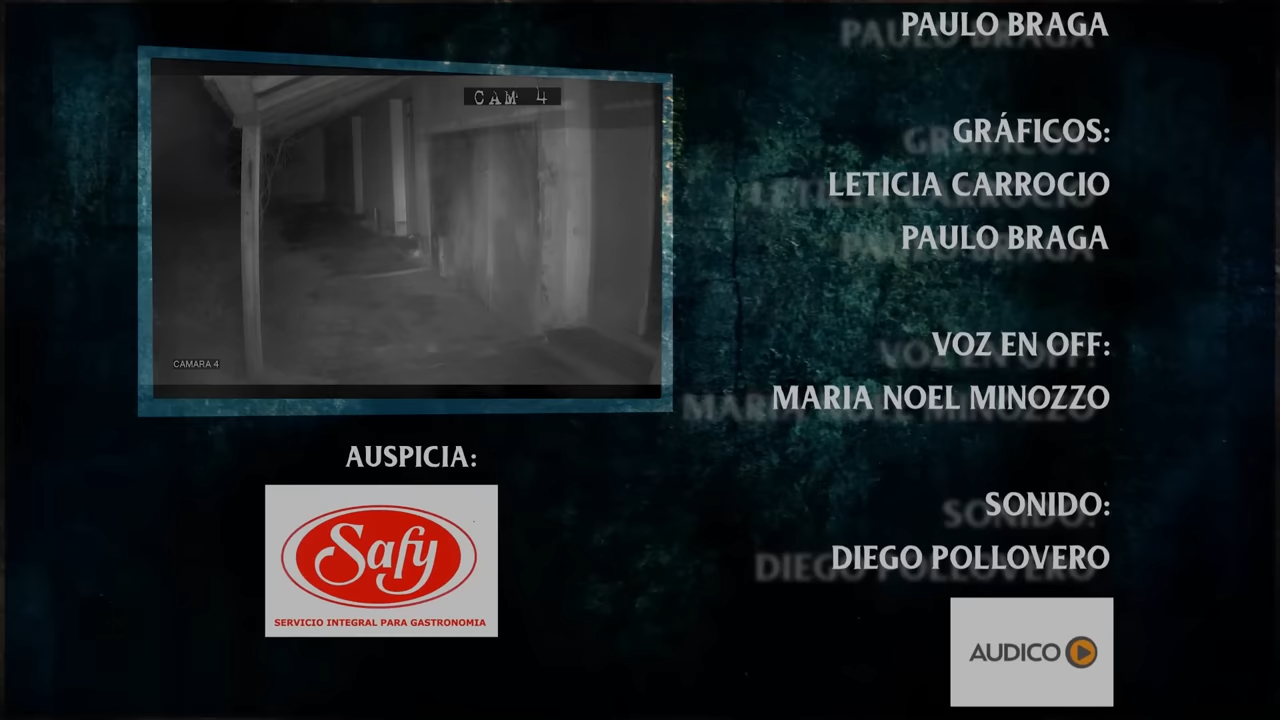 CAM 4
CAMARA 4
AUSPICIA:
Safy
SERVICIO INTEGRAL PARA GASTRONOMIA
PAULO BRAGA
GRÁFICOS:
LETICIA CARROCIO
PAULO BRAGA
VOZ EN OFF:
MARIA NOEL MINOZZO
SONIDO:
DIEGO POLLOVERO
AUDICO